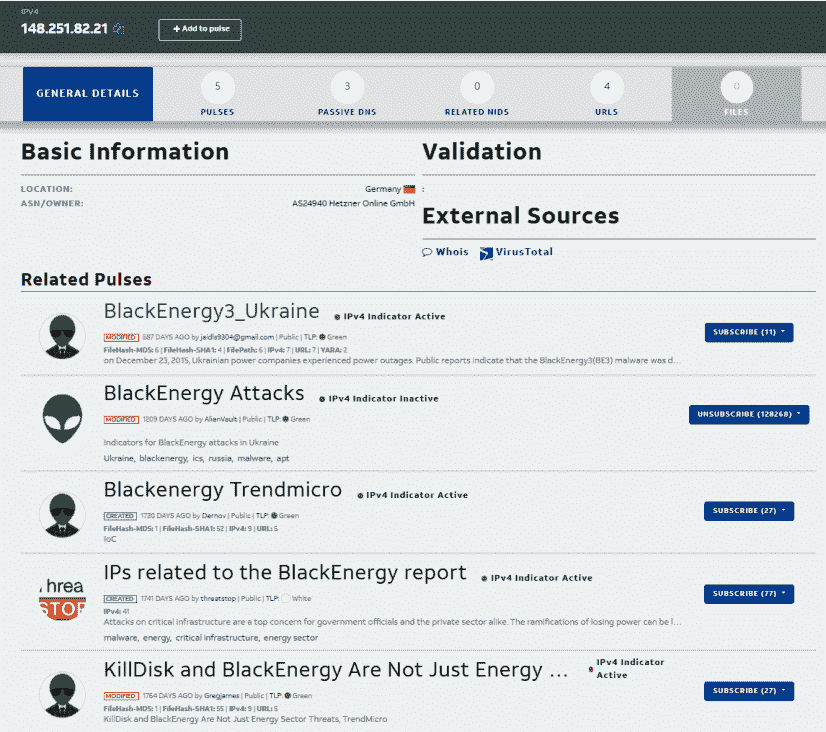 IPV4
148.251.82.21
+ Add to pulse
GENERAL DETAILS
5
PULSES
3
PASSIVE DNS
0
RELATED NIDS
4
URLS
0
FILES
Basic Information
LOCATION: Germany
ASN/OWNER: AS24940 Hetzner Online GmbH
Validation
:
External Sources
Whois VirusTotal
Related Pulses
BlackEnergy3_Ukraine IPv4 Indicator Active
MODIFIED 587 DAYS AGO by jaidls9304@gmail.com | Public | TLP: Green
FileHash-MD5: 6 | FileHash-SHA1: 4 | FilePath: 6 | IPv4: 7 | URL: 7 | YARA: 2
on December 23, 2015, Ukrainian power companies experienced power outages. Public reports indicate that the BlackEnergy3(BE3) malware was d...
SUBSCRIBE (11)
BlackEnergy Attacks IPv4 Indicator Inactive
MODIFIED 1209 DAYS AGO by AlienVault | Public | TLP: Green
Indicators for BlackEnergy attacks in Ukraine
Ukraine, blackenergy, ics, russia, malware, apt
UNSUBSCRIBE (128268)
Blackenergy Trendmicro IPv4 Indicator Active
CREATED 1720 DAYS AGO by Dernov | Public | TLP: Green
FileHash-MD5: 1 | FileHash-SHA1: 52 | IPv4: 9 | URL: 5
IoC
SUBSCRIBE (27)
hrea
STOP
IPs related to the BlackEnergy report IPv4 Indicator Active
CREATED 1741 DAYS AGO by threatstop | Public | TLP: White
IPv4: 41
Attacks on critical infrastructure are a top concern for government officials and the private sector alike. The ramifications of losing power can be l...
malware, energy, critical infrastructure, energy sector
SUBSCRIBE (77)
KillDisk and BlackEnergy Are Not Just Energy ... IPv4 Indicator
Active
MODIFIED 1764 DAYS AGO by Gregjames | Public | TLP: Green
FileHash-MD5: 1 | FileHash-SHA1: 55 | IPv4: 9 | URL: 5
KillDisk and BlackEnergy Are Not Just Energy Sector Threats, TrendMicro
SUBSCRIBE (27)